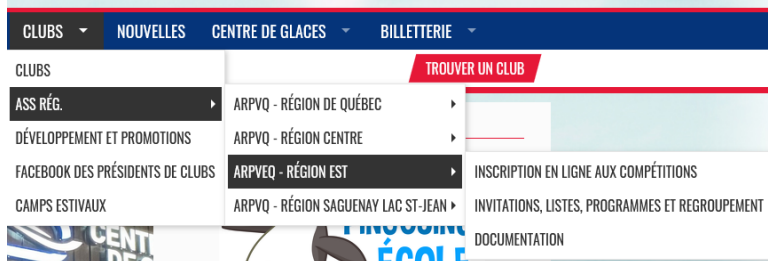 CLUBS
NOUVELLES
CENTRE DE GLACES
BILLETTERIE
CLUBS
TROUVER UN CLUB
ASS RÉG.
ARPVQ - RÉGION DE QUÉBEC
DÉVELOPPEMENT ET PROMOTIONS
ARPVQ - RÉGION CENTRE
FACEBOOK DES PRÉSIDENTS DE CLUBS
ARPVEQ - RÉGION EST
INSCRIPTION EN LIGNE AUX COMPÉTITIONS
CAMPS ESTIVAUX
ARPVQ - RÉGION SAGUENAY LAC ST-JEAN
INVITATIONS, LISTES, PROGRAMMES ET REGROUPEMENT
DOCUMENTATION